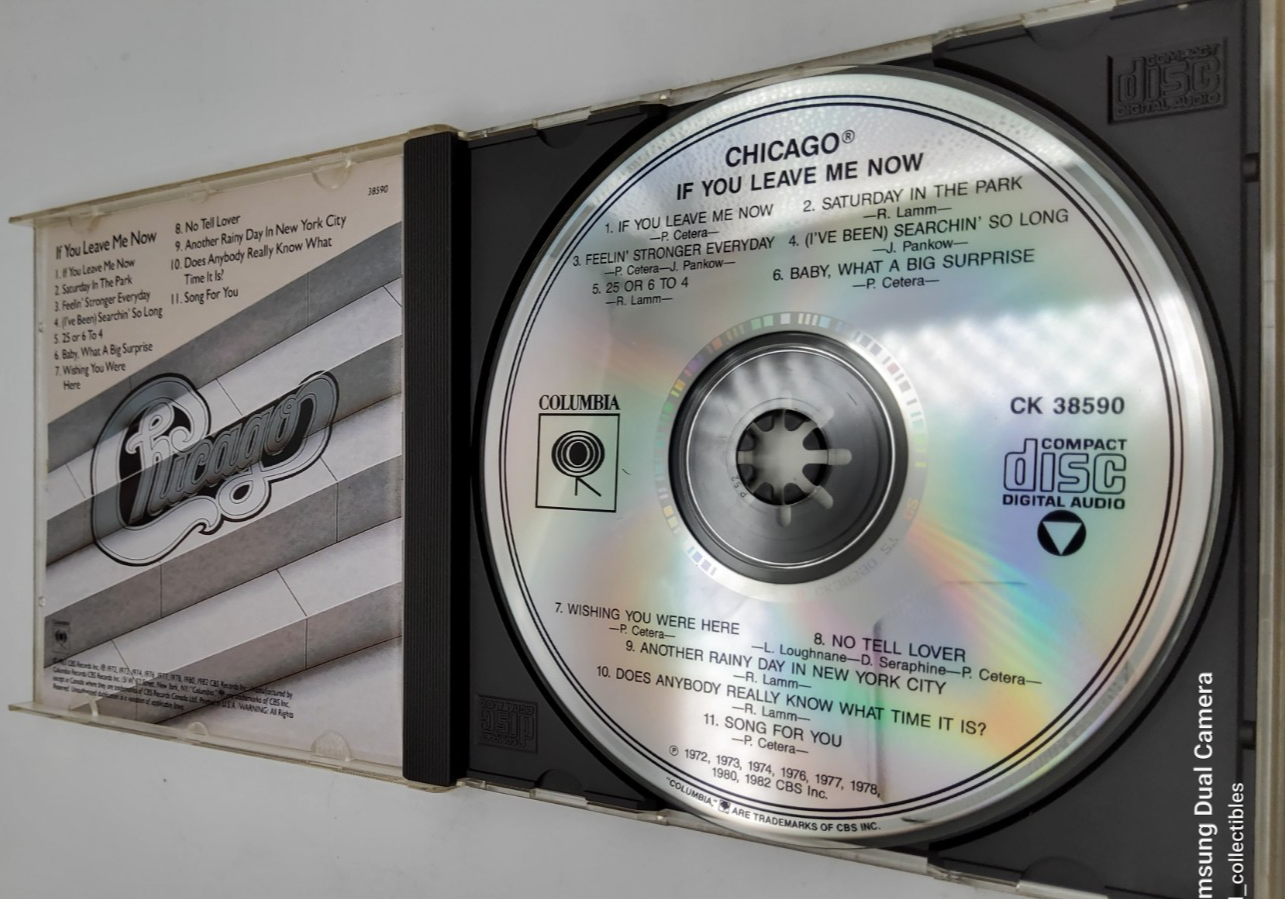 38590
If You Leave Me Now
1. If You Leave Me Now
2. Saturday In The Park
3. Feelin' Stronger Everyday
4. (I've Been) Searchin' So Long
5. 25 or 6 To 4
6. Baby, What A Big Surprise
7. Wishing You Were
Here
8. No Tell Lover
9. Another Rainy Day In New York City
10. Does Anybody Really Know What
Time It Is?
11. Song For You
Chicago
COMPACT
disc
DIGITAL AUDIO
CHICAGO®
IF YOU LEAVE ME NOW
1. IF YOU LEAVE ME NOW
—P. Cetera—
2. SATURDAY IN THE PARK
—R. Lamm—
3. FEELIN' STRONGER EVERYDAY
—P. Cetera—J. Pankow—
4. (I'VE BEEN) SEARCHIN' SO LONG
—J. Pankow—
5. 25 OR 6 TO 4
—R. Lamm—
6. BABY, WHAT A BIG SURPRISE
—P. Cetera—
COLUMBIA
CK 38590
COMPACT
disc
DIGITAL AUDIO
7. WISHING YOU WERE HERE
—P. Cetera—
8. NO TELL LOVER
—L. Loughnane—D. Seraphine—P. Cetera—
9. ANOTHER RAINY DAY IN NEW YORK CITY
—R. Lamm—
10. DOES ANYBODY REALLY KNOW WHAT TIME IT IS?
—R. Lamm—
11. SONG FOR YOU
—P. Cetera—
℗ 1972, 1973, 1974, 1976, 1977, 1978,
1980, 1982 CBS Inc.
"COLUMBIA," ARE TRADEMARKS OF CBS INC.
msung Dual Camera
_collectibles